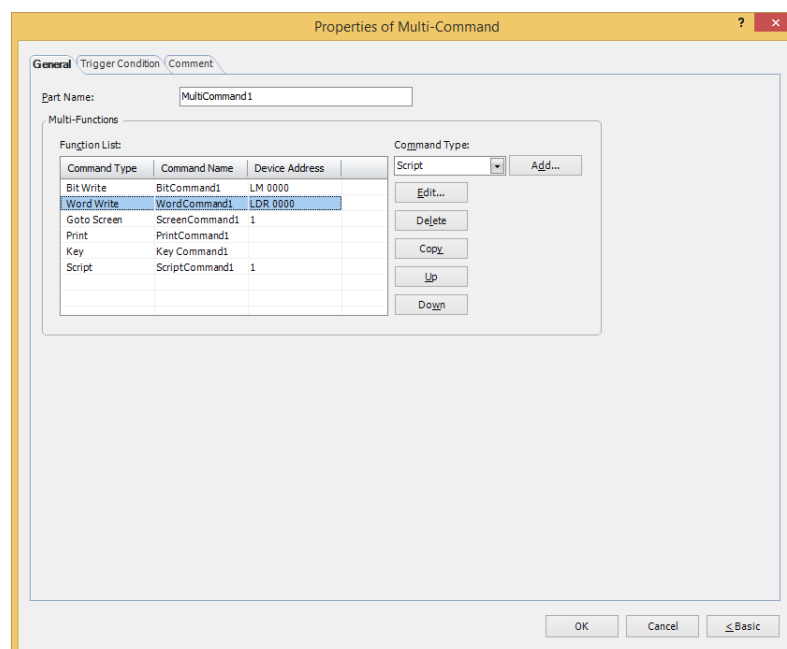 Properties of Multi-Command ? ×
General Trigger Condition Comment
Part Name: MultiCommand1
Multi-Functions
Function List: Command Type:
Command Type Command Name Device Address Script Add...
Bit Write BitCommand1 LM 0000
Edit...
Word Write WordCommand1 LDR 0000
Goto Screen ScreenCommand1 1 Delete
Print PrintCommand1
Key Key Command1 Copy
Script ScriptCommand1 1
Up
Down
OK Cancel < Basic